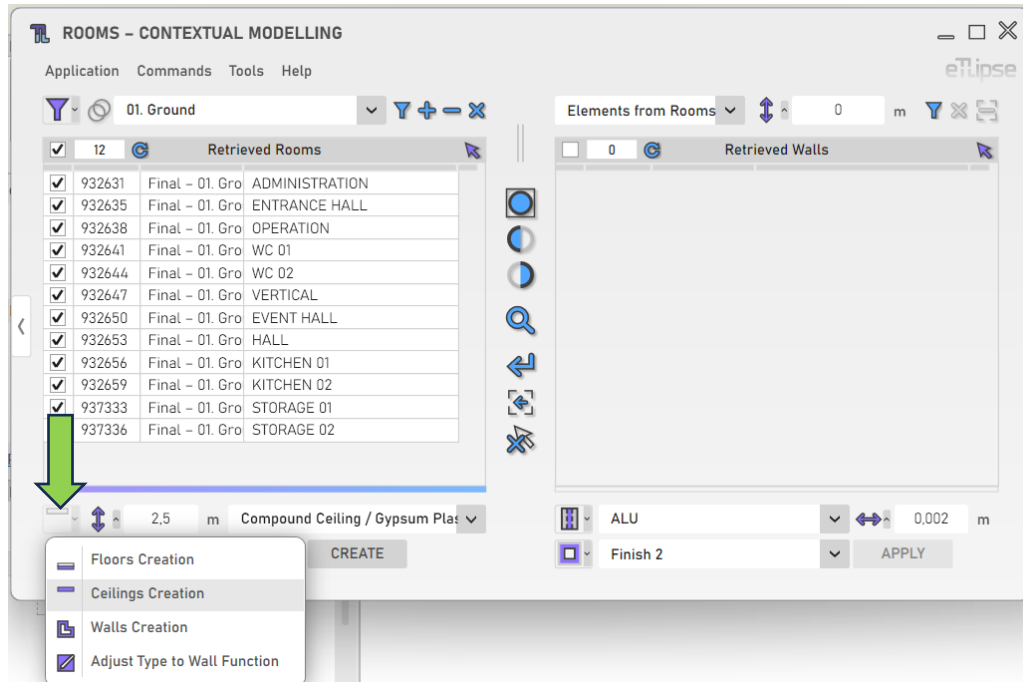 ROOMS – CONTEXTUAL MODELLING
Application Commands Tools Help
eTLipse
01. Ground
Elements from Rooms 0 m
12 Retrieved Rooms
0 Retrieved Walls
932631 Final – 01. Gro ADMINISTRATION
932635 Final – 01. Gro ENTRANCE HALL
932638 Final – 01. Gro OPERATION
932641 Final – 01. Gro WC 01
932644 Final – 01. Gro WC 02
932647 Final – 01. Gro VERTICAL
932650 Final – 01. Gro EVENT HALL
932653 Final – 01. Gro HALL
932656 Final – 01. Gro KITCHEN 01
932659 Final – 01. Gro KITCHEN 02
937333 Final – 01. Gro STORAGE 01
937336 Final – 01. Gro STORAGE 02
2,5 m Compound Ceiling / Gypsum Plas
ALU 0,002 m
CREATE
Finish 2 APPLY
Floors Creation
Ceilings Creation
Walls Creation
Adjust Type to Wall Function